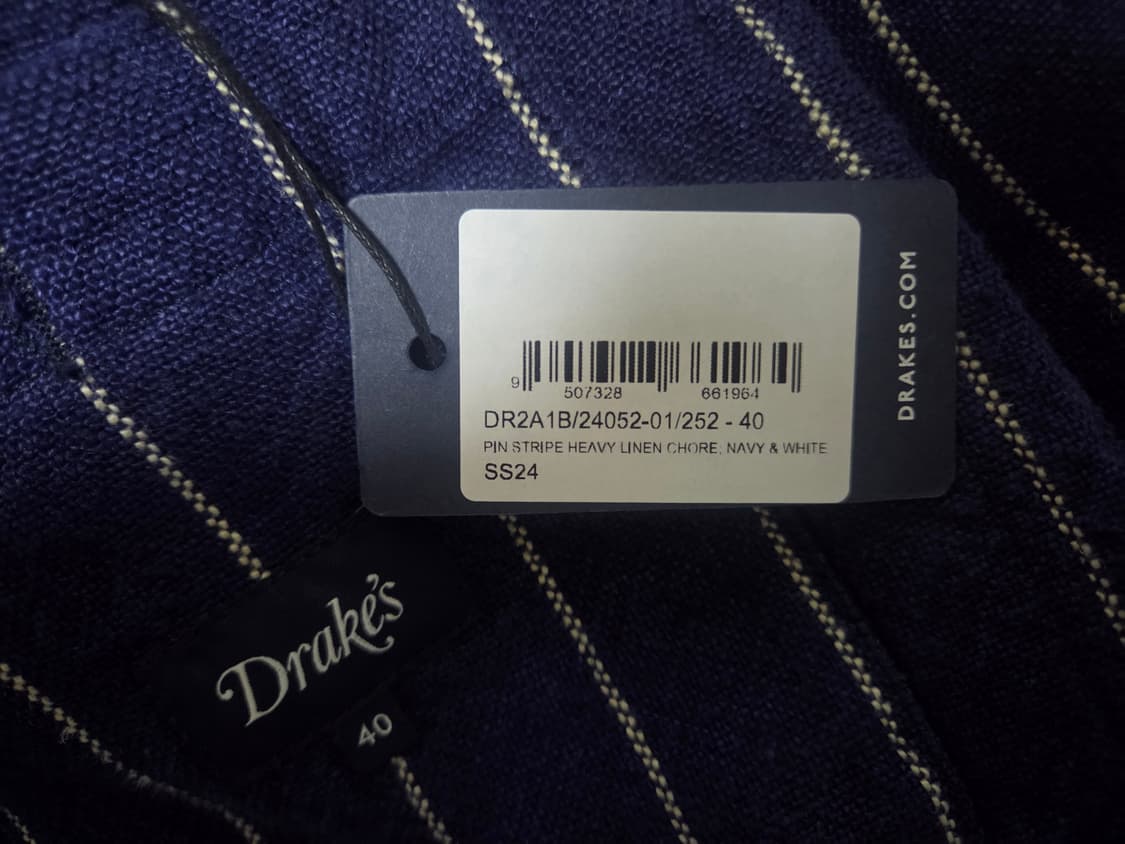 9 507328 661964
DR2A1B/24052-01/252 - 40
PIN STRIPE HEAVY LINEN CHORE; NAVY & WHITE
SS24
DRAKES.COM
Drake's
40